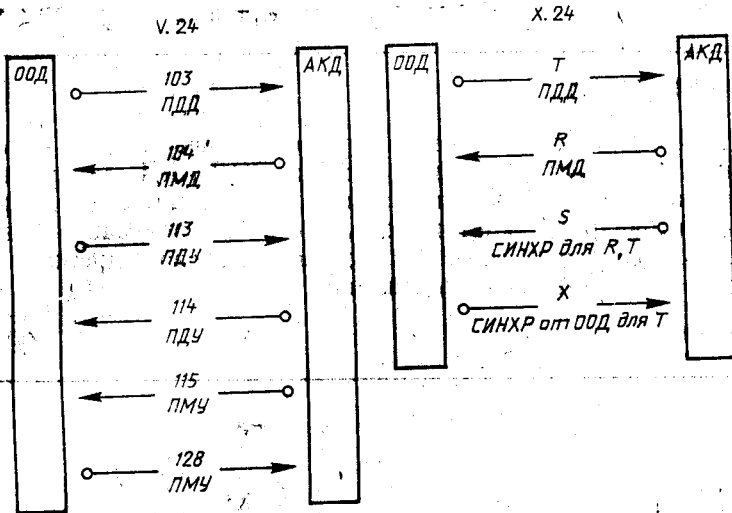 V.24
ООД
АКД
103
ПДД
104
ПМД
113
ПДУ
114
ПДУ
115
ПМУ
128
ПМУ
X.24
ООД
АКД
T
ПДД
R
ПМД
S
СИНХР для R,T
X
СИНХР от ООД для T